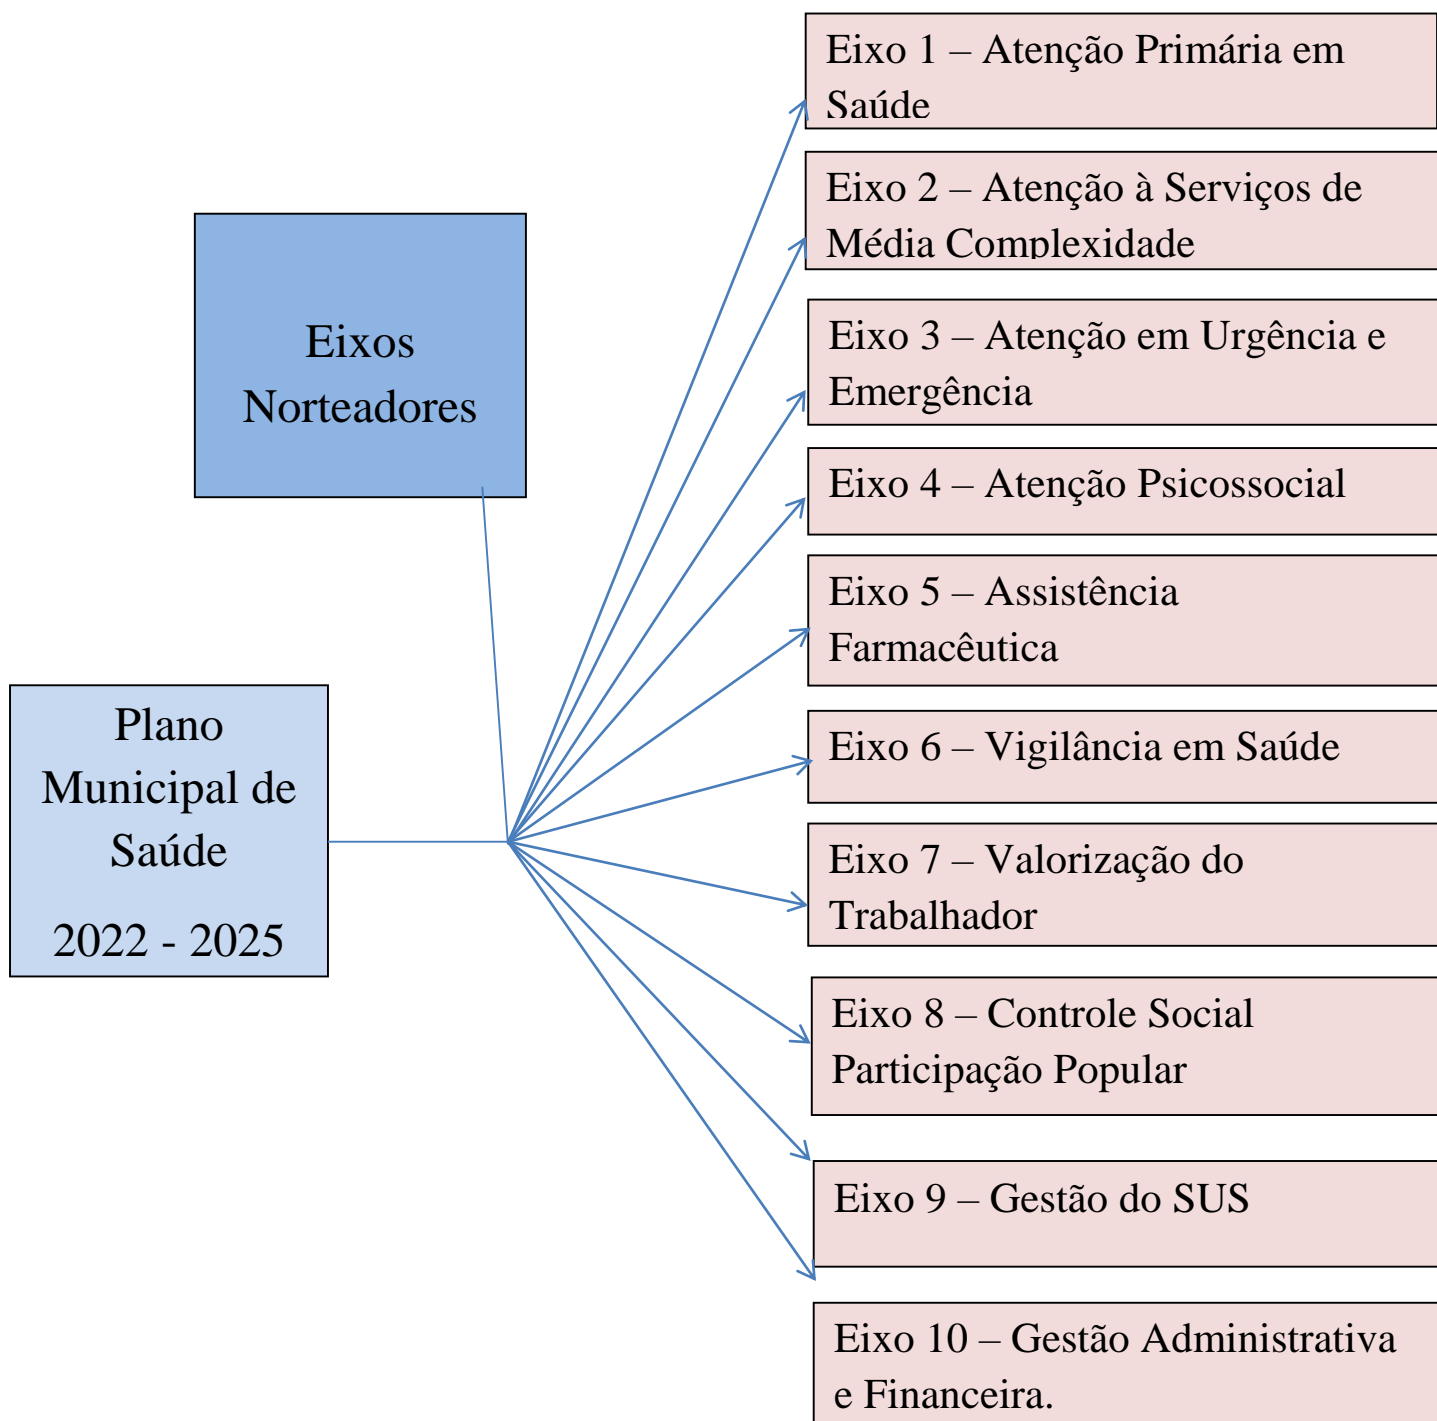 Eixos
Norteadores
Plano
Municipal de
Saúde
2022 - 2025
Eixo 1 – Atenção Primária em
Saúde
Eixo 2 – Atenção à Serviços de
Média Complexidade
Eixo 3 – Atenção em Urgência e
Emergência
Eixo 4 – Atenção Psicossocial
Eixo 5 – Assistência
Farmacêutica
Eixo 6 – Vigilância em Saúde
Eixo 7 – Valorização do
Trabalhador
Eixo 8 – Controle Social
Participação Popular
Eixo 9 – Gestão do SUS
Eixo 10 – Gestão Administrativa
e Financeira.